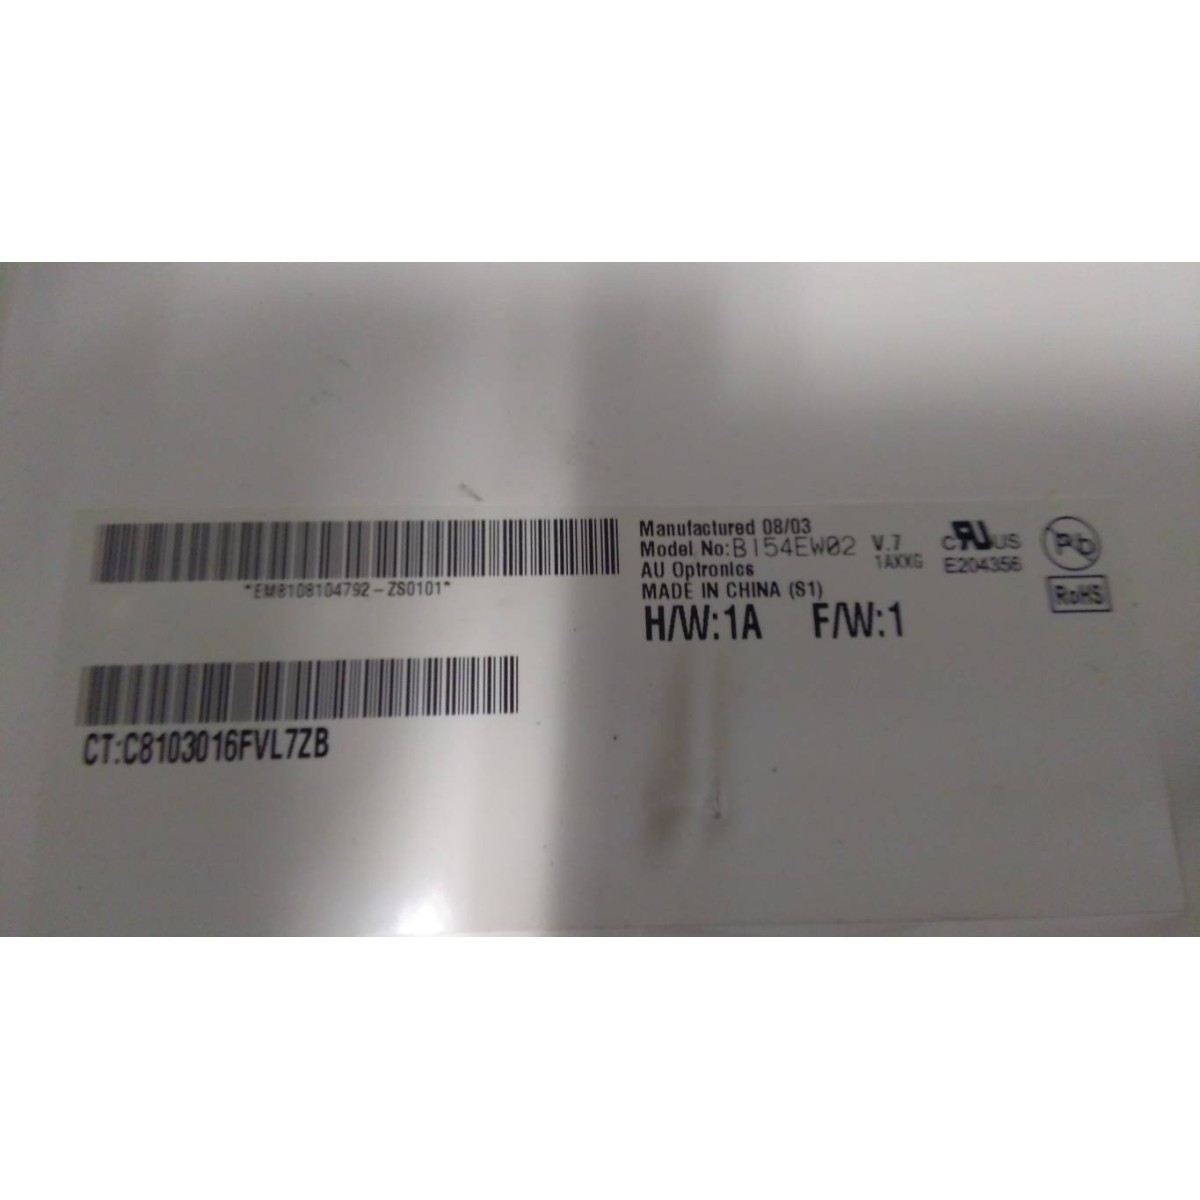 *EM8108104792-ZS0101*
CT:C8103016FVL7ZB
Manufactured 08/03
Model No:B154EW02 V.7
1AXXG
AU Optronics
MADE IN CHINA (S1)
H/W:1A F/W:1
c RU US
E204356
Pb
RoHS